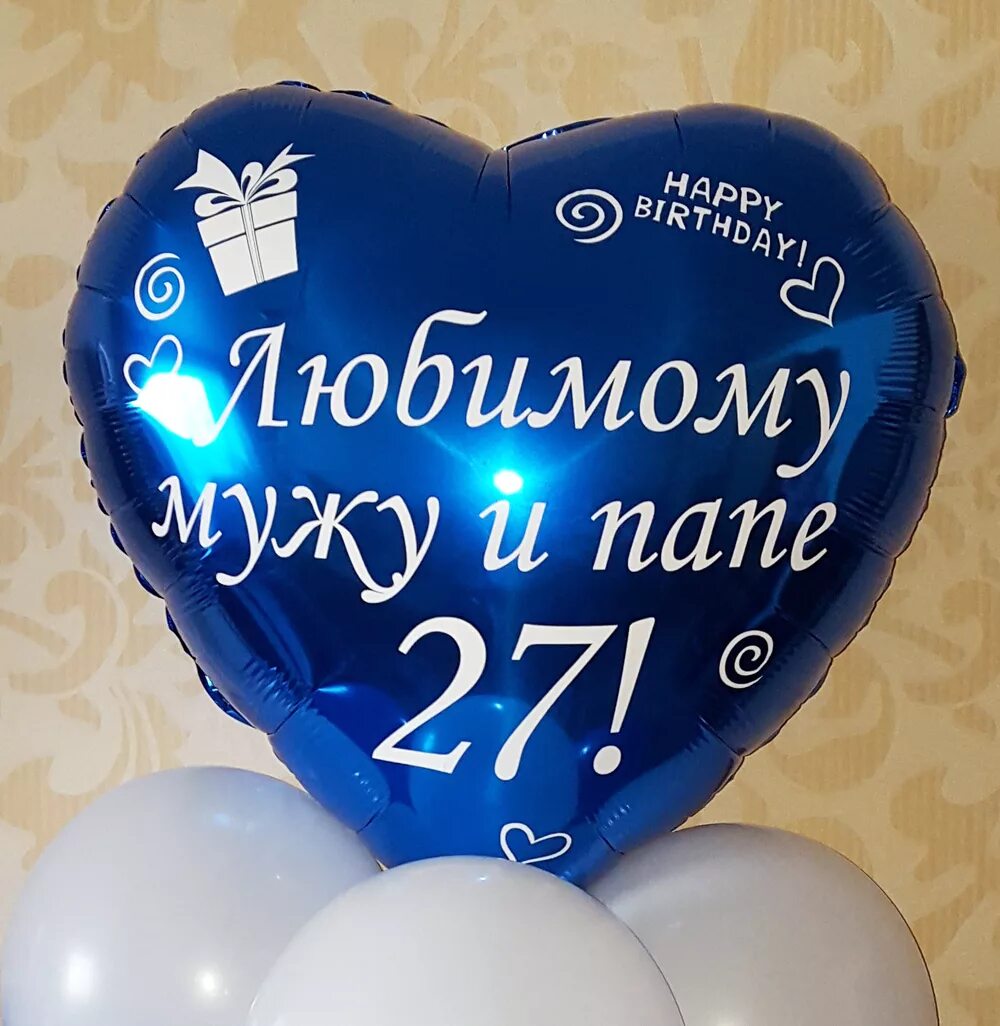 HAPPY
BIRTHDAY!
Любимому
мужу и папе
27!